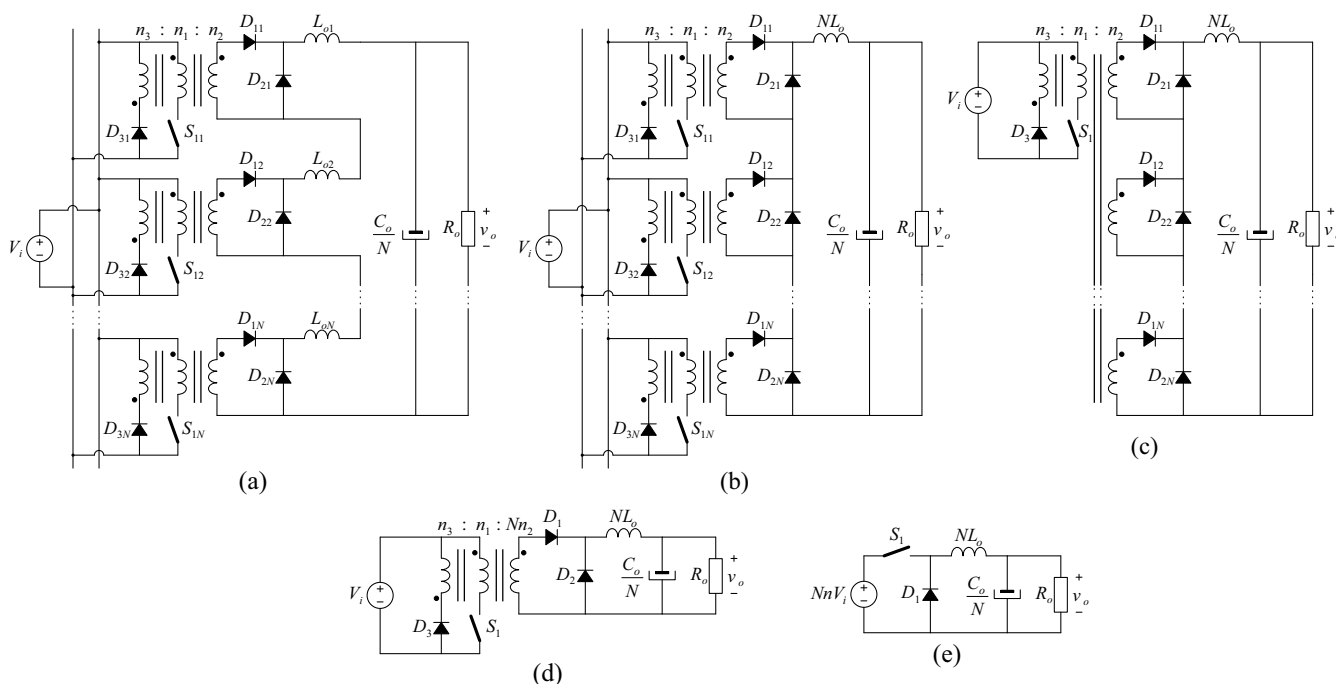 n₃ : n₁ : n₂
D₁₁
Lₒ₁
D₂₁
D₃₁
S₁₁
D₁₂
Lₒ₂
D₂₂
D₃₂
S₁₂
Vᵢ
+
−
Cₒ
N
Rₒ
+
vₒ
−
D₁N
LₒN
D₂N
D₃N
S₁N
(a)
n₃ : n₁ : n₂
D₁₁
NLₒ
D₂₁
D₃₁
S₁₁
D₁₂
D₂₂
D₃₂
S₁₂
Vᵢ
+
−
Cₒ
N
Rₒ
+
vₒ
−
D₁N
D₂N
D₃N
S₁N
(b)
n₃ : n₁ : n₂
D₁₁
NLₒ
D₂₁
Vᵢ
+
−
D₃
S₁
D₁₂
D₂₂
Cₒ
N
Rₒ
+
vₒ
−
D₁N
D₂N
(c)
n₃ : n₁ : Nn₂
D₁
NLₒ
Vᵢ
+
−
D₂
Cₒ
N
Rₒ
+
vₒ
−
D₃
S₁
(d)
S₁
NLₒ
NnVᵢ
+
−
D₁
Cₒ
N
Rₒ
+
vₒ
−
(e)